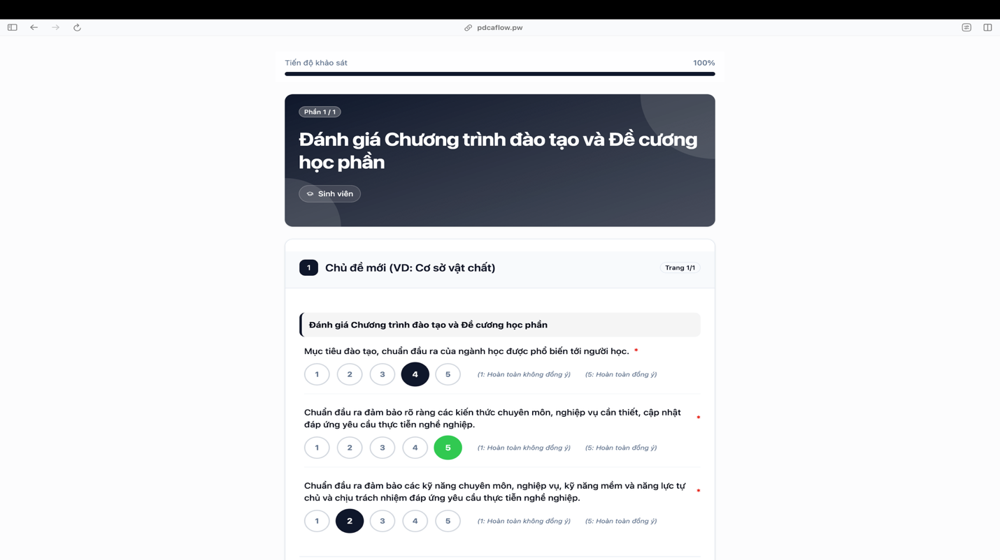 pdcaflow.pw
Tiến độ khảo sát 100%
Phần 1 / 1
Đánh giá Chương trình đào tạo và Đề cương
học phần
Sinh viên
1 Chủ đề mới (VD: Cơ sở vật chất) Trang 1/1
Đánh giá Chương trình đào tạo và Đề cương học phần
Mục tiêu đào tạo, chuẩn đầu ra của ngành học được phổ biến tới người học. *
1 2 3 4 5 (1: Hoàn toàn không đồng ý) (5: Hoàn toàn đồng ý)
Chuẩn đầu ra đảm bảo rõ ràng các kiến thức chuyên môn, nghiệp vụ cần thiết, cập nhật *
đáp ứng yêu cầu thực tiễn nghề nghiệp.
1 2 3 4 5 (1: Hoàn toàn không đồng ý) (5: Hoàn toàn đồng ý)
Chuẩn đầu ra đảm bảo các kỹ năng chuyên môn, nghiệp vụ, kỹ năng mềm và năng lực tự *
chủ và chịu trách nhiệm đáp ứng yêu cầu thực tiễn nghề nghiệp.
1 2 3 4 5 (1: Hoàn toàn không đồng ý) (5: Hoàn toàn đồng ý)